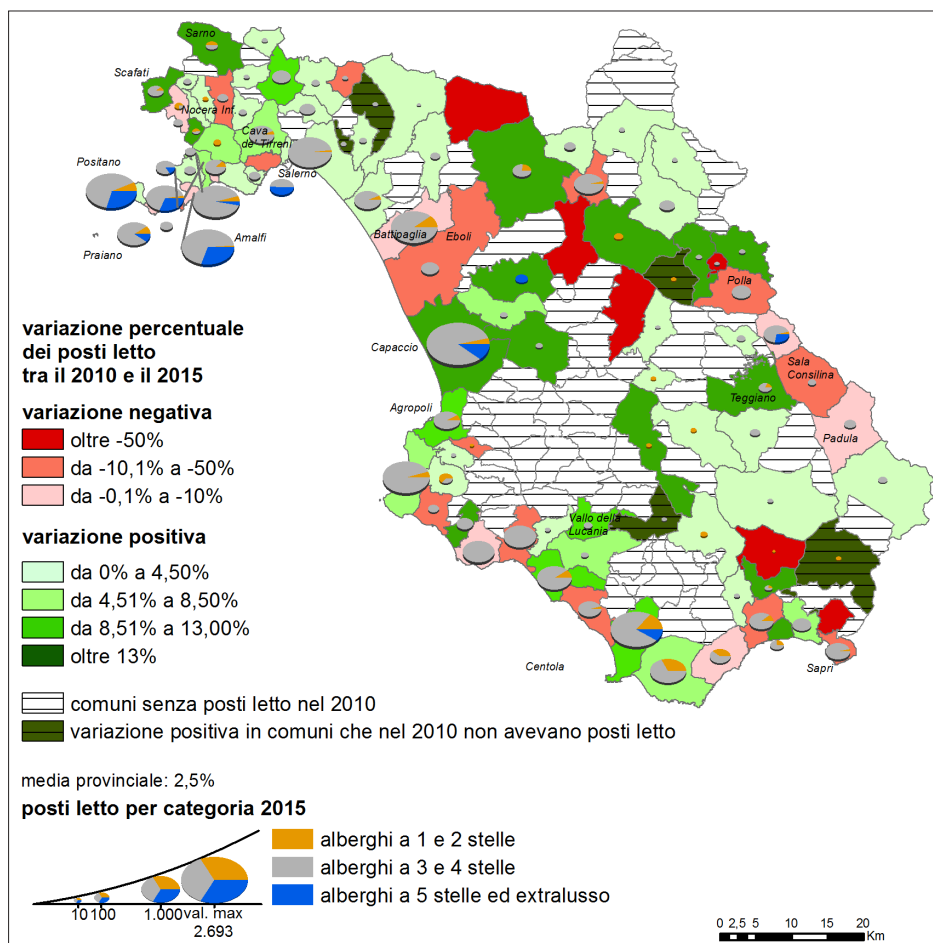 Sarno
Scafati
Nocera Inf.
Cava
de' Tirreni
Salerno
Positano
Amalfi
Praiano
Battipaglia
Eboli
Polla
Capaccio
Sala
Consilina
Teggiano
Padula
Agropoli
Vallo della
Lucania
Centola
Sapri
variazione percentuale
dei posti letto
tra il 2010 e il 2015
variazione negativa
oltre -50%
da -10,1% a -50%
da -0,1% a -10%
variazione positiva
da 0% a 4,50%
da 4,51% a 8,50%
da 8,51% a 13,00%
oltre 13%
comuni senza posti letto nel 2010
variazione positiva in comuni che nel 2010 non avevano posti letto
media provinciale: 2,5%
posti letto per categoria 2015
alberghi a 1 e 2 stelle
alberghi a 3 e 4 stelle
alberghi a 5 stelle ed extralusso
10 100 1.000 val. max
2.693
0 2,5 5 10 15 20
Km